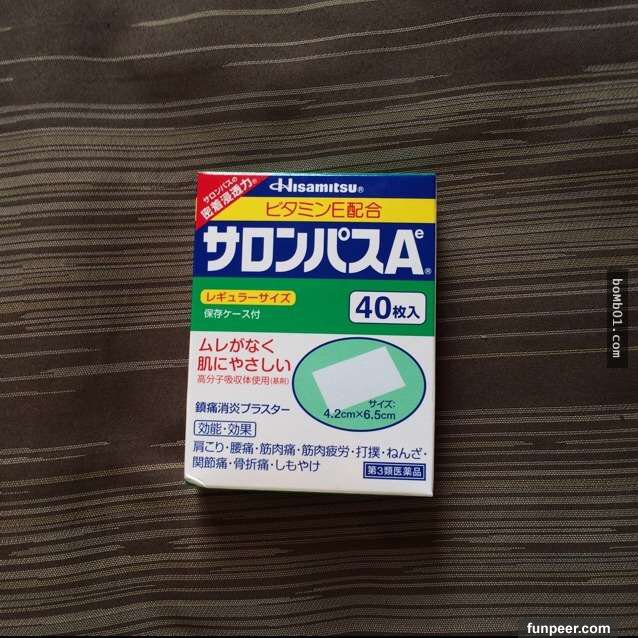 サロンパスの
密着浸透力®
Hisamitsu®
ビタミンE配合
サロンパスAe®
レギュラーサイズ
保存ケース付
40枚入
ムレがなく
肌にやさしい
高分子吸収体使用(基剤)
サイズ:
4.2cm×6.5cm
鎮痛消炎プラスター
効能・効果
肩こり・腰痛・筋肉痛・筋肉疲労・打撲・ねんざ・
関節痛・骨折痛・しもやけ
第3類医薬品
boMb01.com
funpeer.com